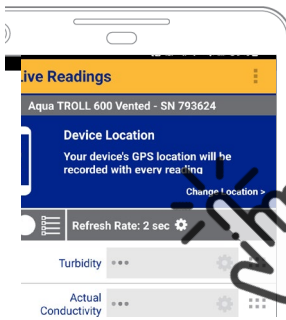 Live Readings
Aqua TROLL 600 Vented - SN 793624
Device Location
Your device's GPS location will be
recorded with every reading
Change Location >
Refresh Rate: 2 sec
Turbidity
Actual
Conductivity